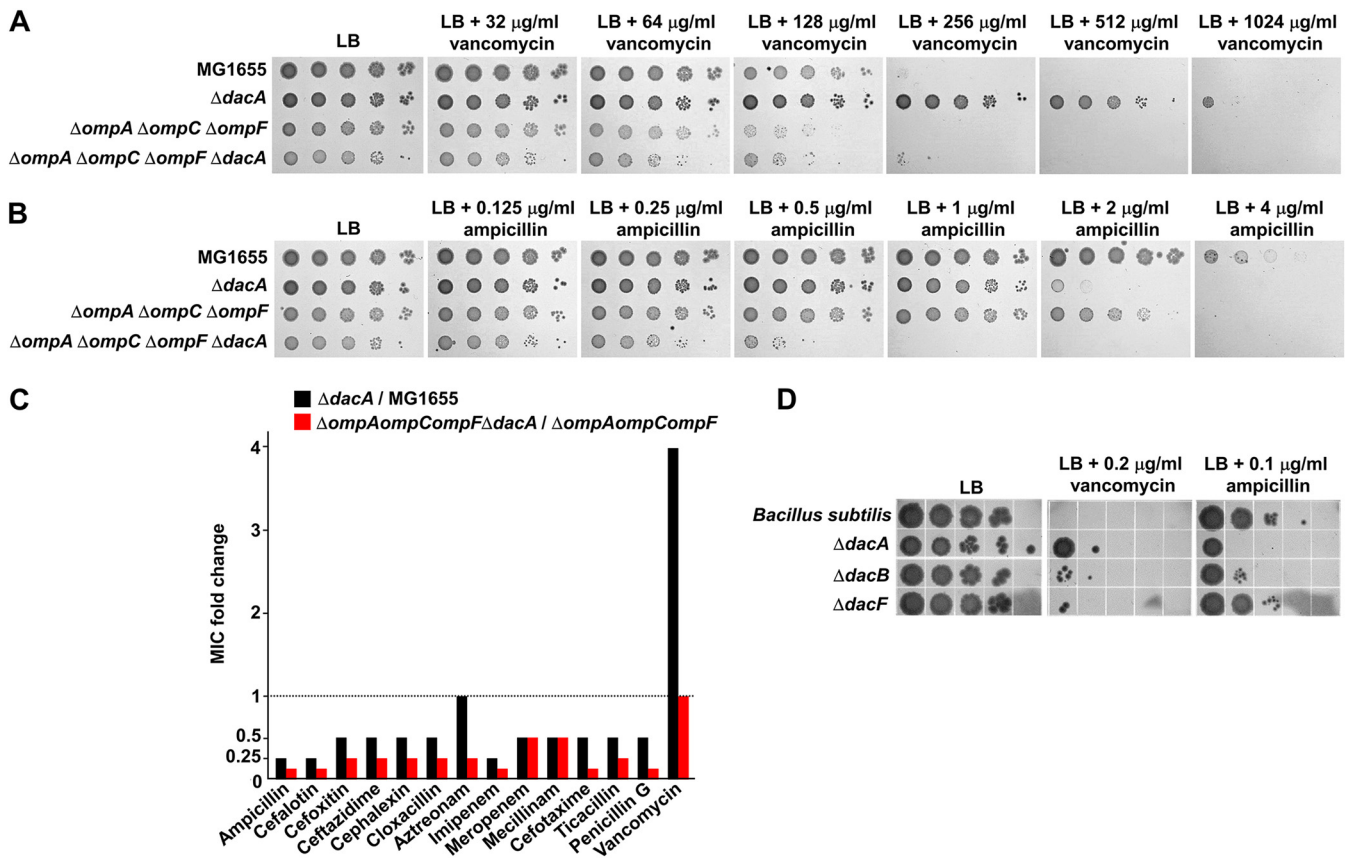 A
LB
LB + 32 μg/ml
vancomycin
LB + 64 μg/ml
vancomycin
LB + 128 μg/ml
vancomycin
LB + 256 μg/ml
vancomycin
LB + 512 μg/ml
vancomycin
LB + 1024 μg/ml
vancomycin
MG1655
ΔdacA
ΔompA ΔompC ΔompF
ΔompA ΔompC ΔompF ΔdacA
B
LB
LB + 0.125 μg/ml
ampicillin
LB + 0.25 μg/ml
ampicillin
LB + 0.5 μg/ml
ampicillin
LB + 1 μg/ml
ampicillin
LB + 2 μg/ml
ampicillin
LB + 4 μg/ml
ampicillin
MG1655
ΔdacA
ΔompA ΔompC ΔompF
ΔompA ΔompC ΔompF ΔdacA
C
ΔdacA / MG1655
ΔompAompCompFΔdacA / ΔompAompCompF
MIC fold change
4
3
2
1
0.5
0.25
0
Ampicillin
Cefalotin
Cefoxitin
Ceftazidime
Cephalexin
Cloxacillin
Aztreonam
Imipenem
Meropenem
Mecillinam
Cefotaxime
Ticacillin
Penicillin G
Vancomycin
D
LB
LB + 0.2 μg/ml
vancomycin
LB + 0.1 μg/ml
ampicillin
Bacillus subtilis
ΔdacA
ΔdacB
ΔdacF